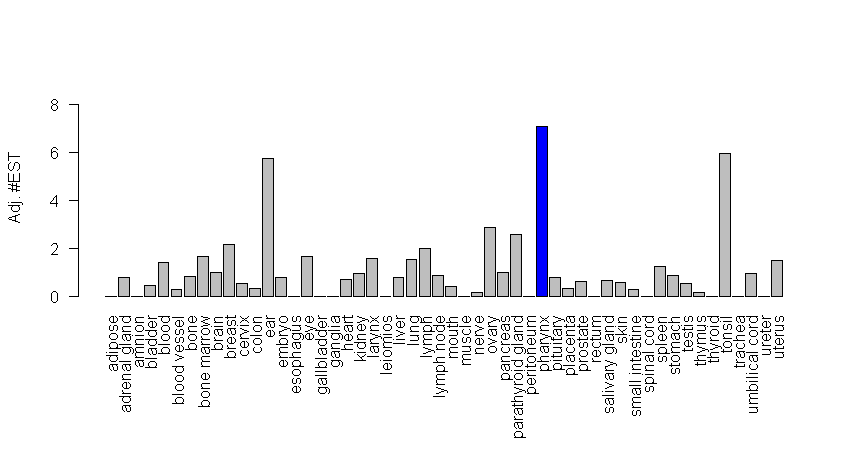 Adj. #EST
8
6
4
2
0
adipose
adrenal gland
amnion
bladder
blood
blood vessel
bone
bone marrow
brain
breast
cervix
colon
ear
embryo
esophagus
eye
gallbladder
ganglia
heart
kidney
larynx
leiomios
liver
lung
lymph
lymph node
mouth
muscle
nerve
ovary
pancreas
parathyroid gland
peritoneum
pharynx
pituitary
placenta
prostate
rectum
salivary gland
skin
small intestine
spinal cord
spleen
stomach
testis
thymus
thyroid
tonsil
trachea
umbilical cord
ureter
uterus